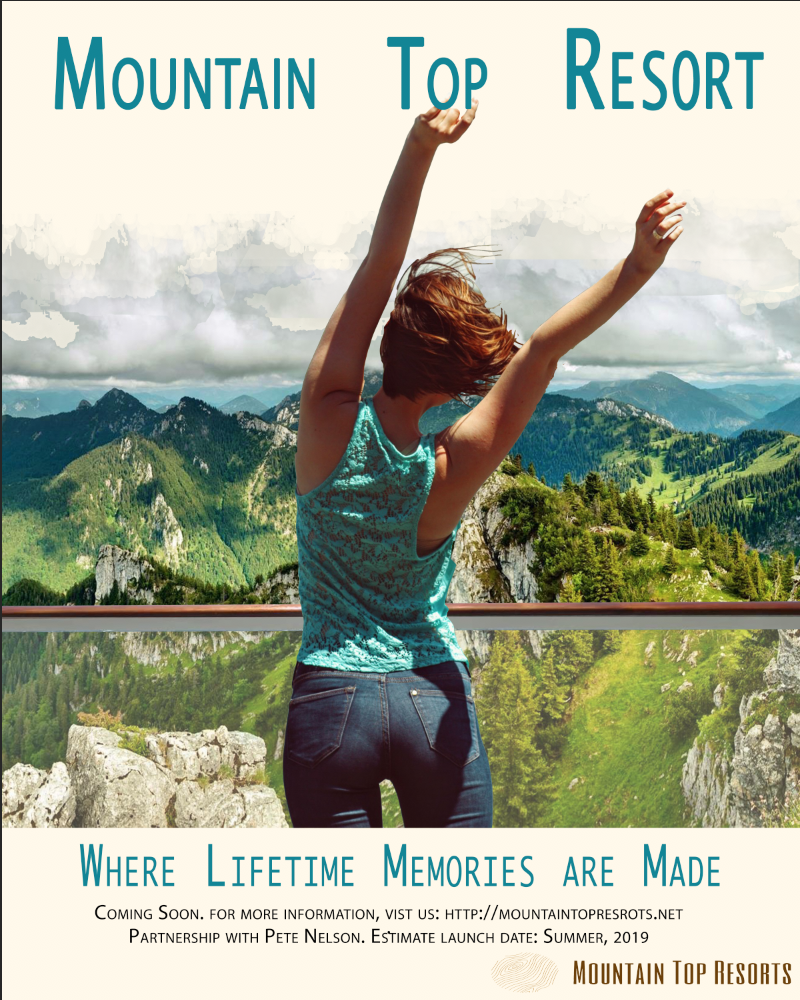 Mountain Top Resort
Where Lifetime Memories are Made
Coming Soon. for more information, vist us: http://mountaintopresrots.net
Partnership with Pete Nelson. Estimate launch date: Summer, 2019
Mountain Top Resorts